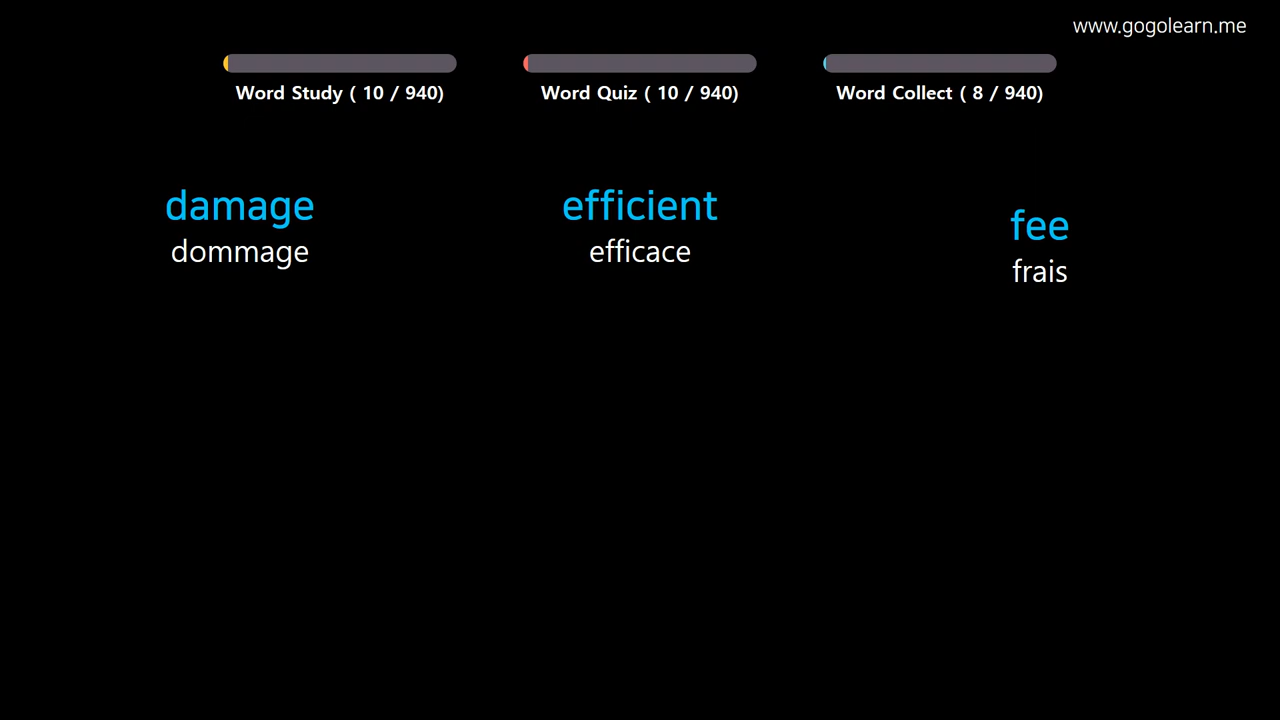 www.gogolearn.me
Word Study ( 10 / 940)
Word Quiz ( 10 / 940)
Word Collect ( 8 / 940)
damage
dommage
efficient
efficace
fee
frais